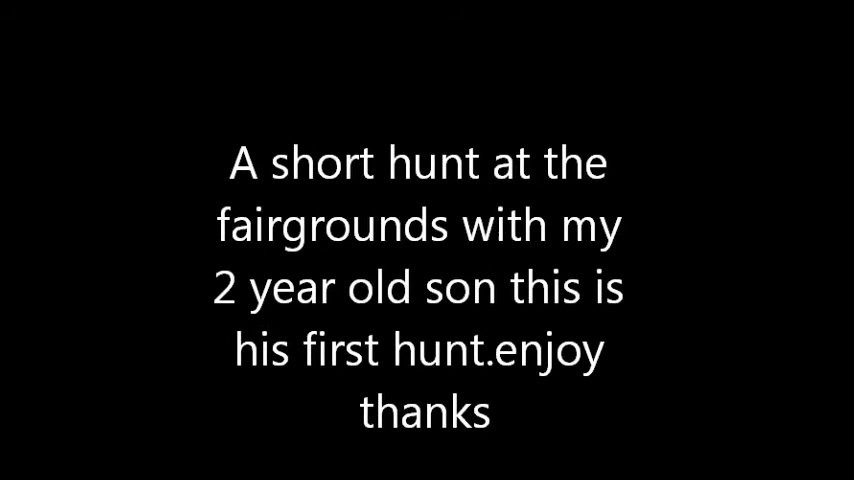 A short hunt at the
fairgrounds with my
2 year old son this is
his first hunt.enjoy
thanks